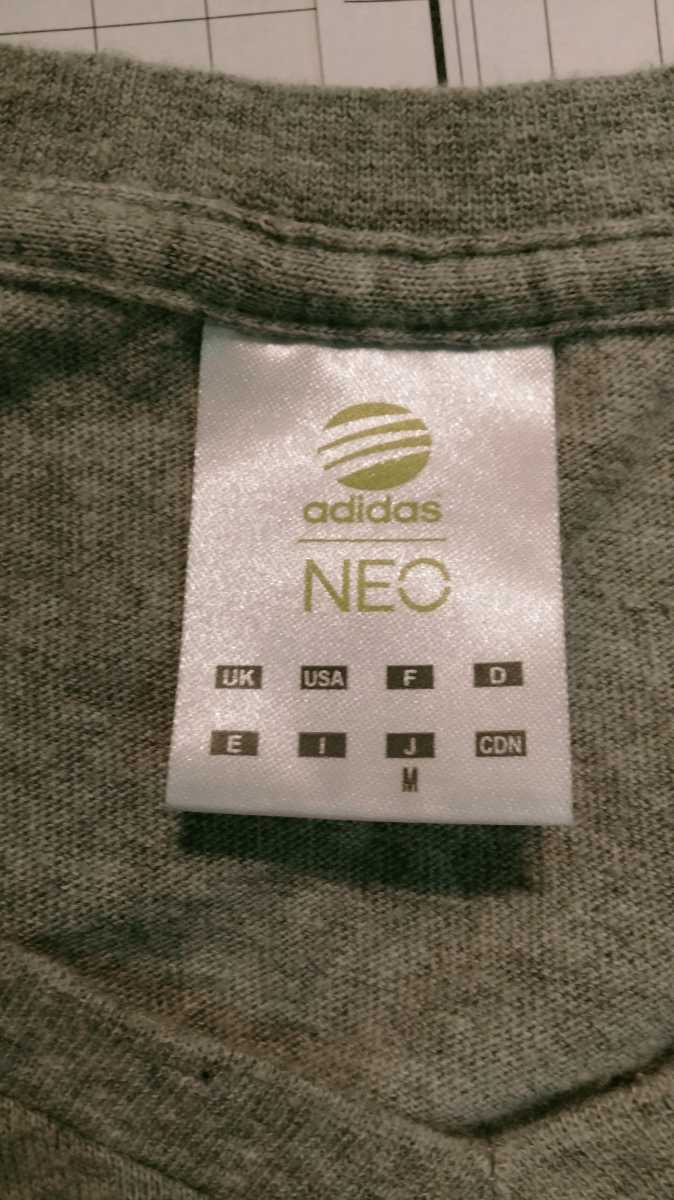 adidas
NEO
UK USA F D
E I J CDN
M